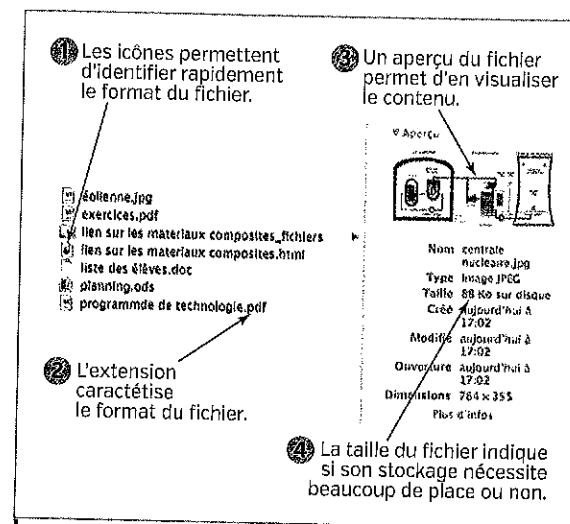 1 Les icônes permettent
d'identifier rapidement
le format du fichier.
3 Un aperçu du fichier
permet d'en visualiser
le contenu.
Aperçu
éolienne.jpg
exercices.pdf
lien sur les materiaux composites_fichiers
lien sur les materiaux composites.html
liste des élèves.doc
planning.ods
programmde de technologie.pdf
Nom centrale
nucleaire.jpg
Type Image JPEG
Taille 88 Ko sur disque
Créé aujourd'hui à
17:02
Modifié aujourd'hui à
17:02
Ouverture aujourd'hui à
17:02
Dimensions 784 x 355
Plus d'infos
2 L'extension
caractétise
le format du fichier.
4 La taille du fichier indique
si son stockage nécessite
beaucoup de place ou non.